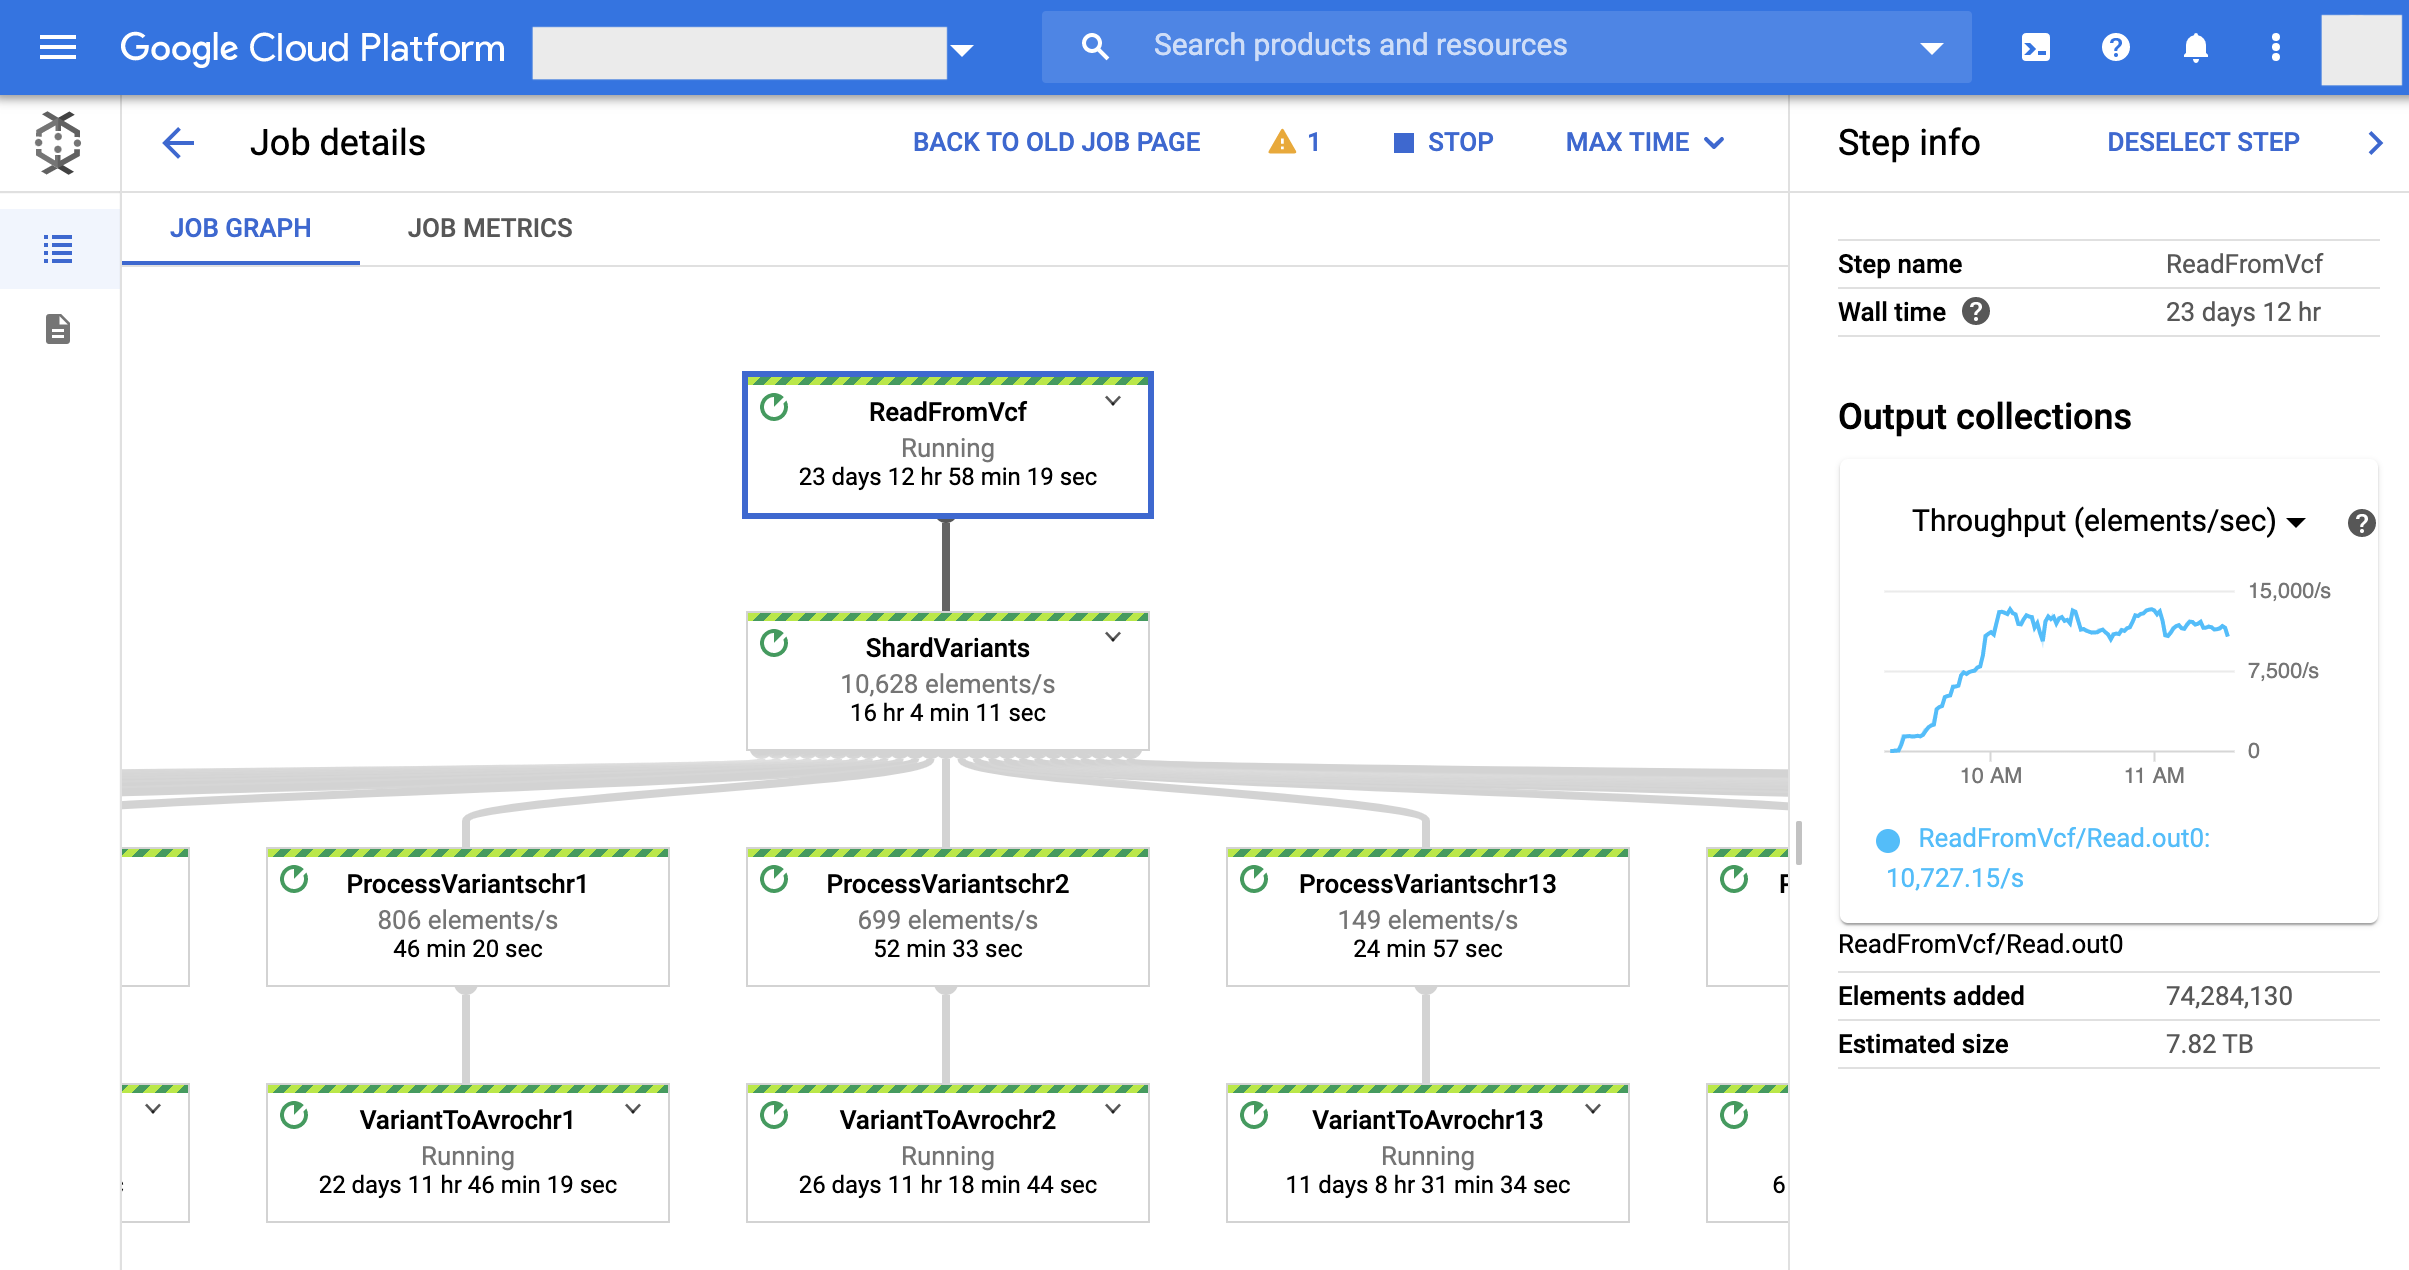 Google Cloud Platform
Search products and resources
Job details
BACK TO OLD JOB PAGE
1
STOP
MAX TIME
Step info
DESELECT STEP
JOB GRAPH
JOB METRICS
ReadFromVcf
Running
23 days 12 hr 58 min 19 sec
ShardVariants
10,628 elements/s
16 hr 4 min 11 sec
ProcessVariantschr1
806 elements/s
46 min 20 sec
ProcessVariantschr2
699 elements/s
52 min 33 sec
ProcessVariantschr13
149 elements/s
24 min 57 sec
VariantToAvrochr1
Running
22 days 11 hr 46 min 19 sec
VariantToAvrochr2
Running
26 days 11 hr 18 min 44 sec
VariantToAvrochr13
Running
11 days 8 hr 31 min 34 sec
6
Step name ReadFromVcf
Wall time 23 days 12 hr
Output collections
Throughput (elements/sec)
15,000/s
7,500/s
0
10 AM 11 AM
ReadFromVcf/Read.out0:
10,727.15/s
ReadFromVcf/Read.out0
Elements added 74,284,130
Estimated size 7.82 TB